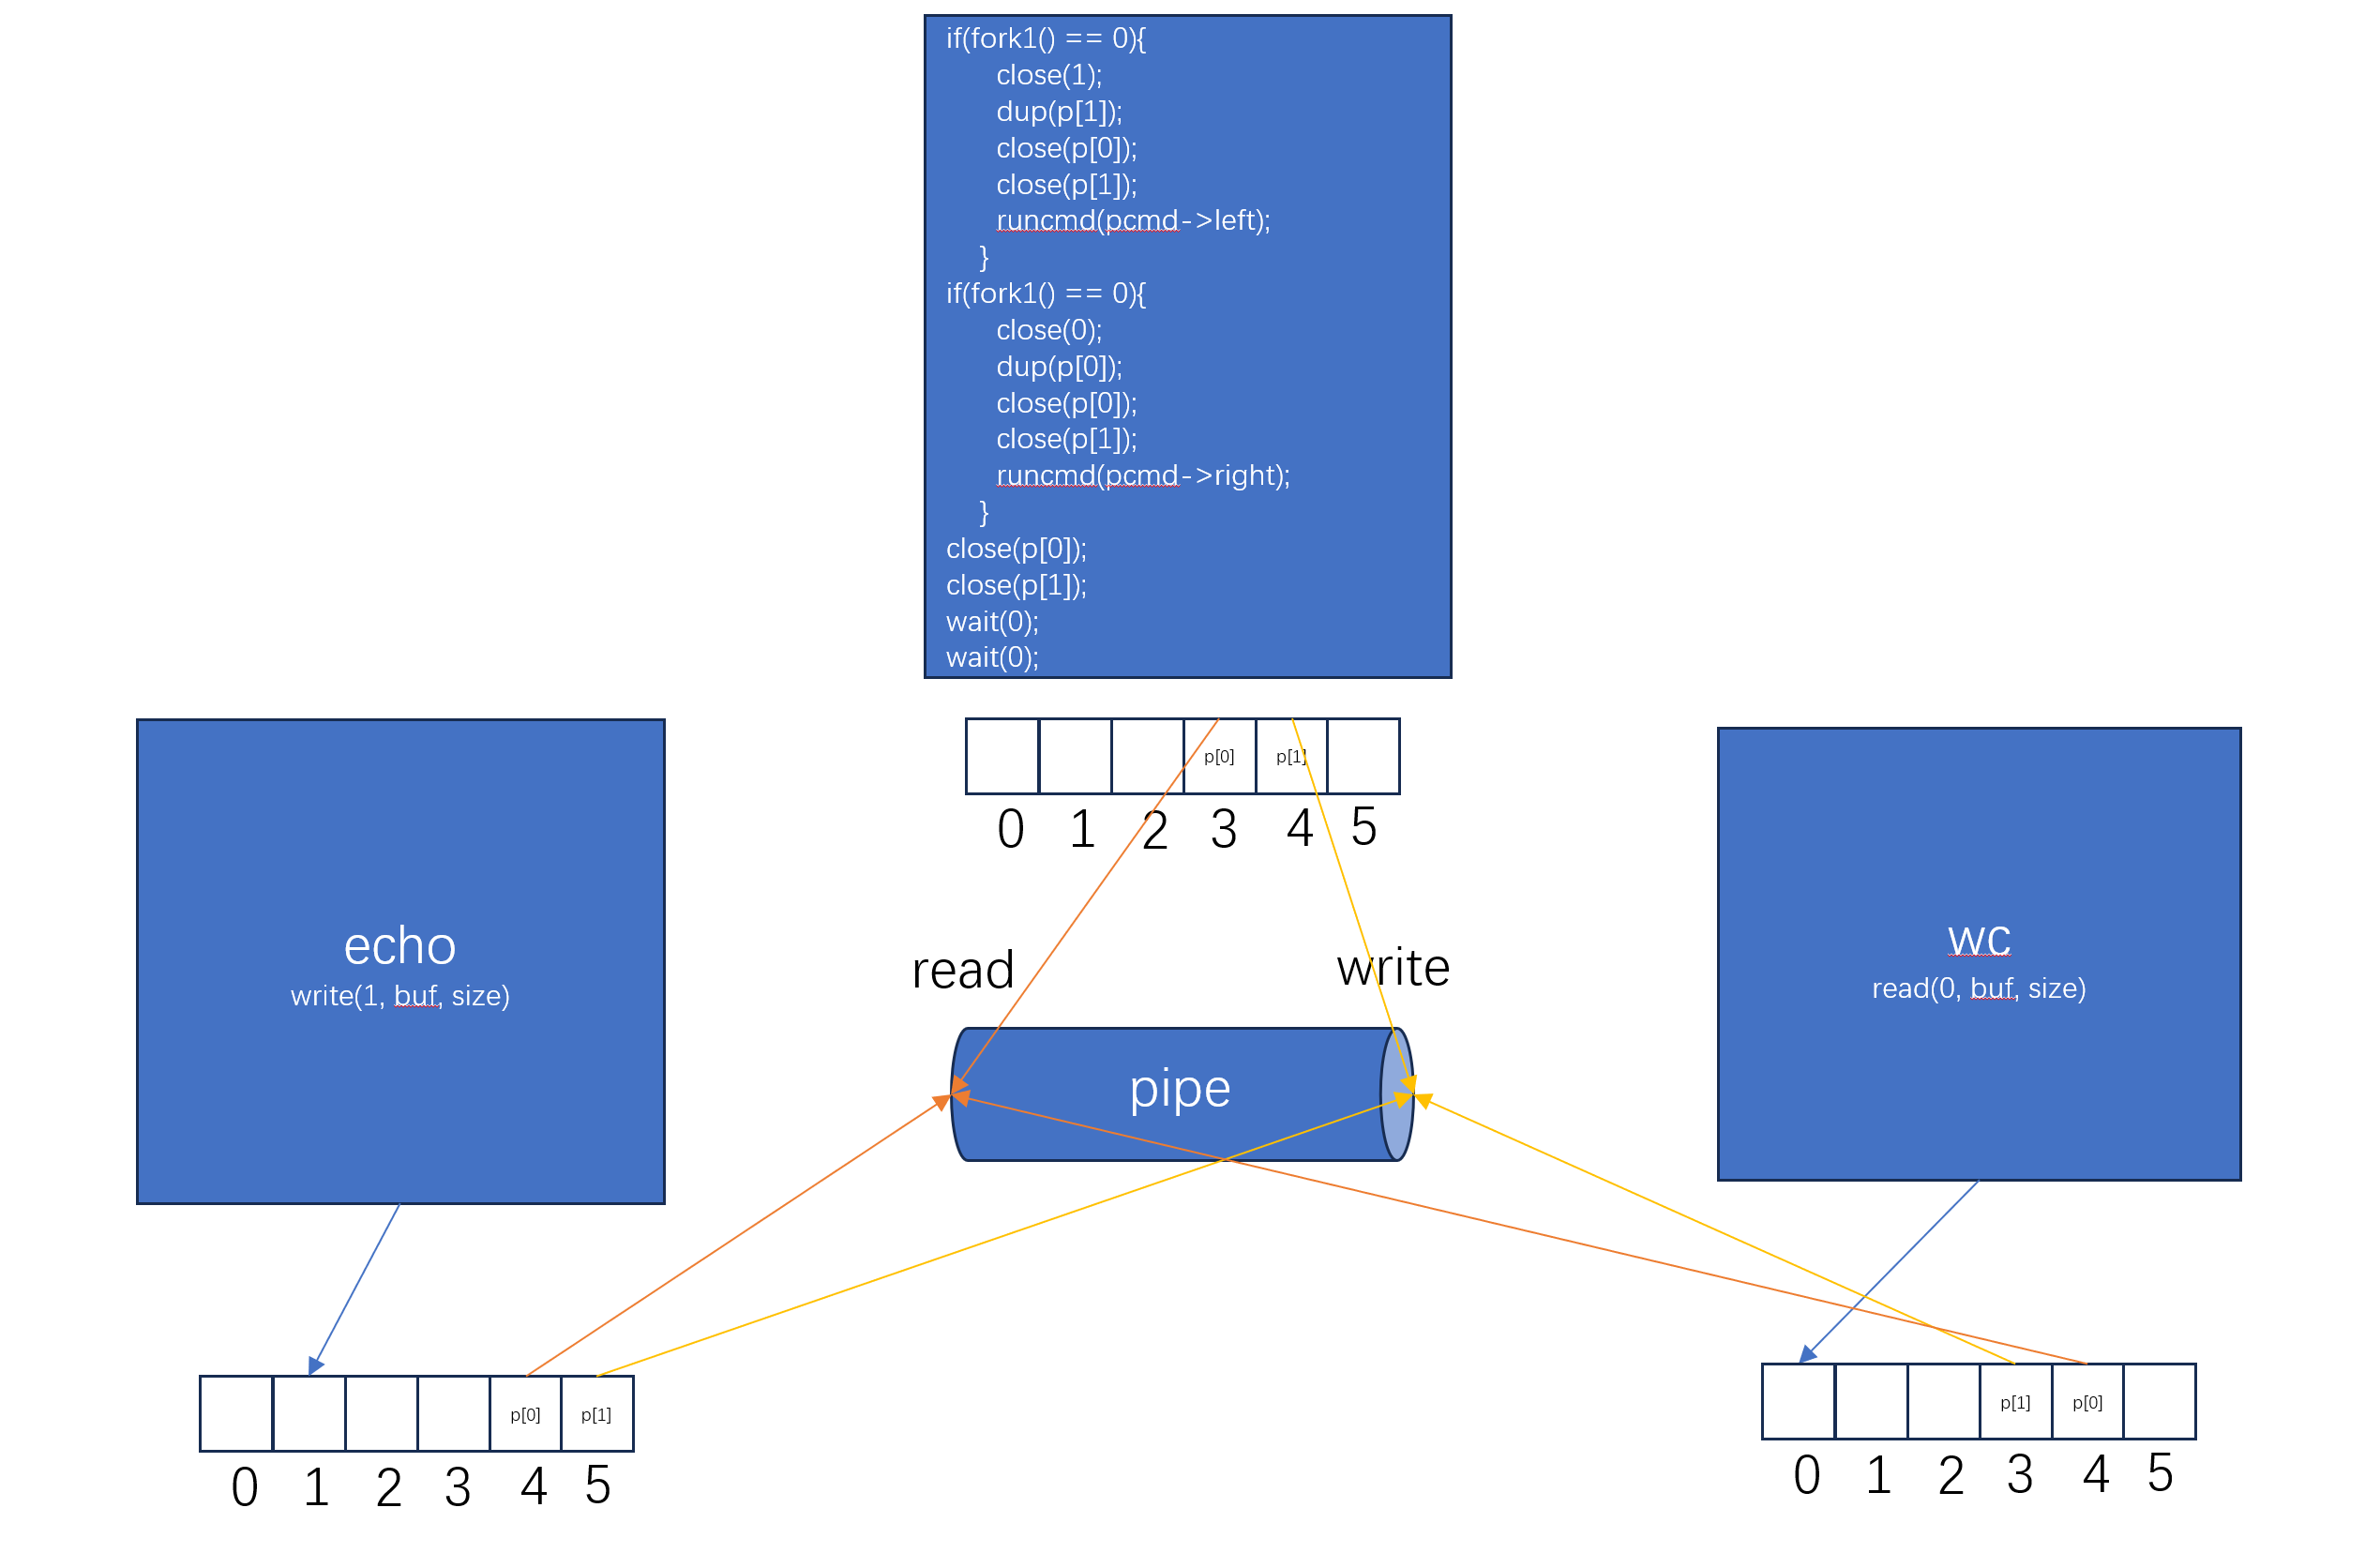 if(fork1() == 0){
close(1);
dup(p[1]);
close(p[0]);
close(p[1]);
runcmd(pcmd->left);
}
if(fork1() == 0){
close(0);
dup(p[0]);
close(p[0]);
close(p[1]);
runcmd(pcmd->right);
}
close(p[0]);
close(p[1]);
wait(0);
wait(0);
p[0] p[1]
0 1 2 3 4 5
echo
write(1, buf, size)
read
write
pipe
wc
read(0, buf, size)
p[0] p[1]
0 1 2 3 4 5
p[1] p[0]
0 1 2 3 4 5